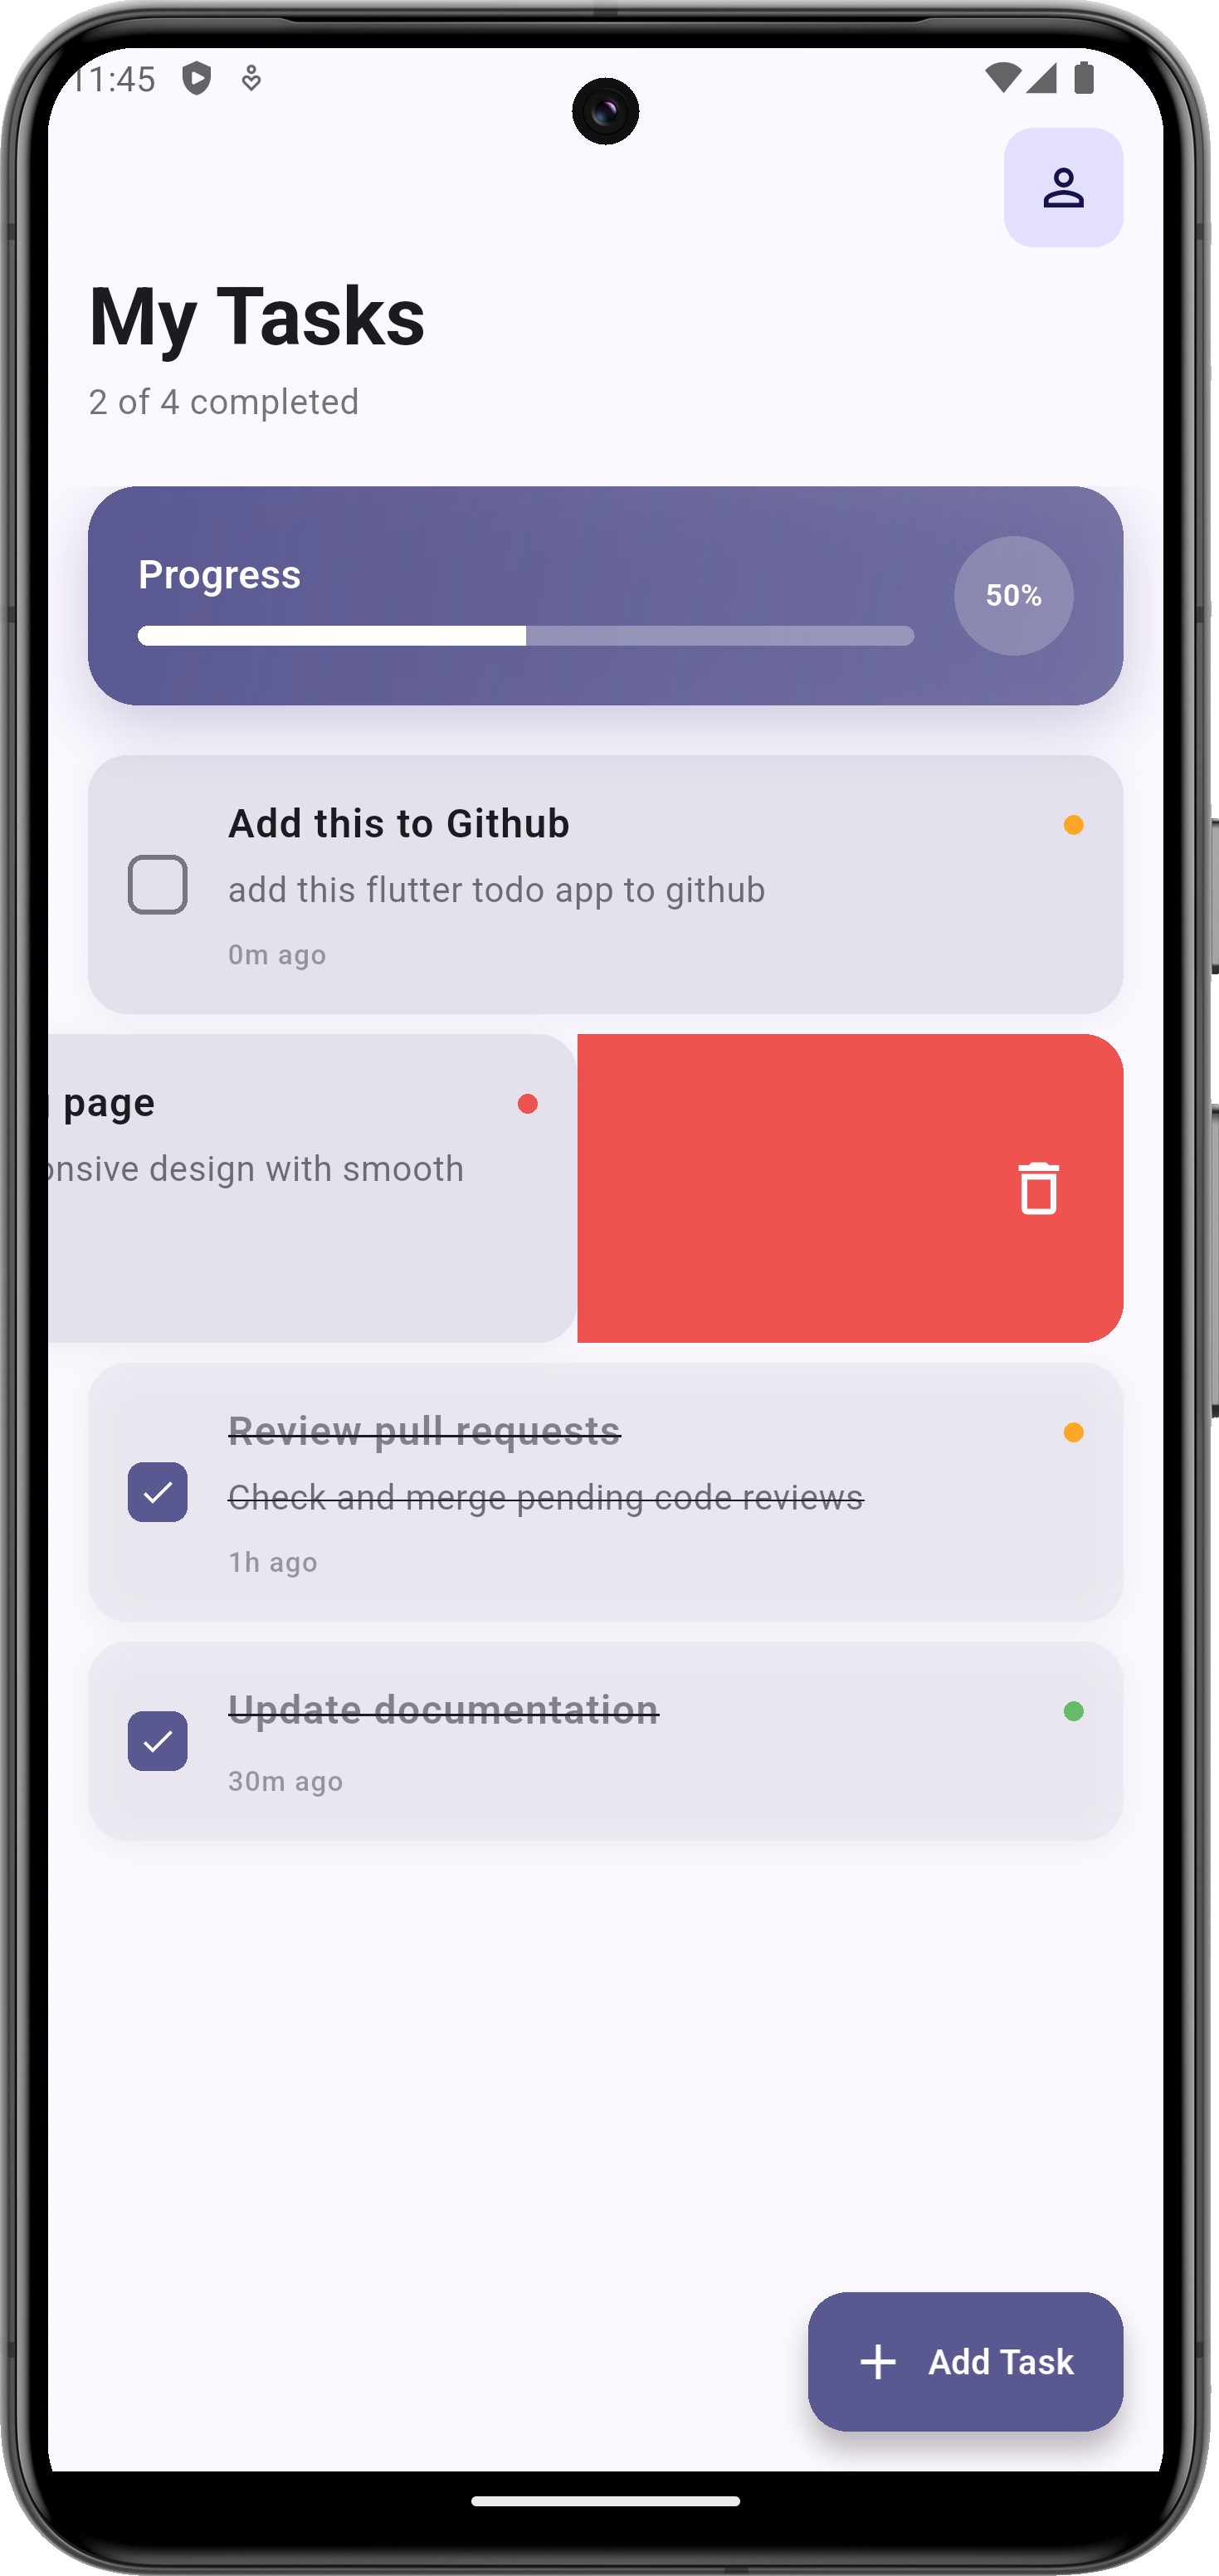 11:45
My Tasks
2 of 4 completed
Progress
50%
Add this to Github
add this flutter todo app to github
0m ago
page
onsive design with smooth
Review pull requests
Check and merge pending code reviews
1h ago
Update documentation
30m ago
Add Task